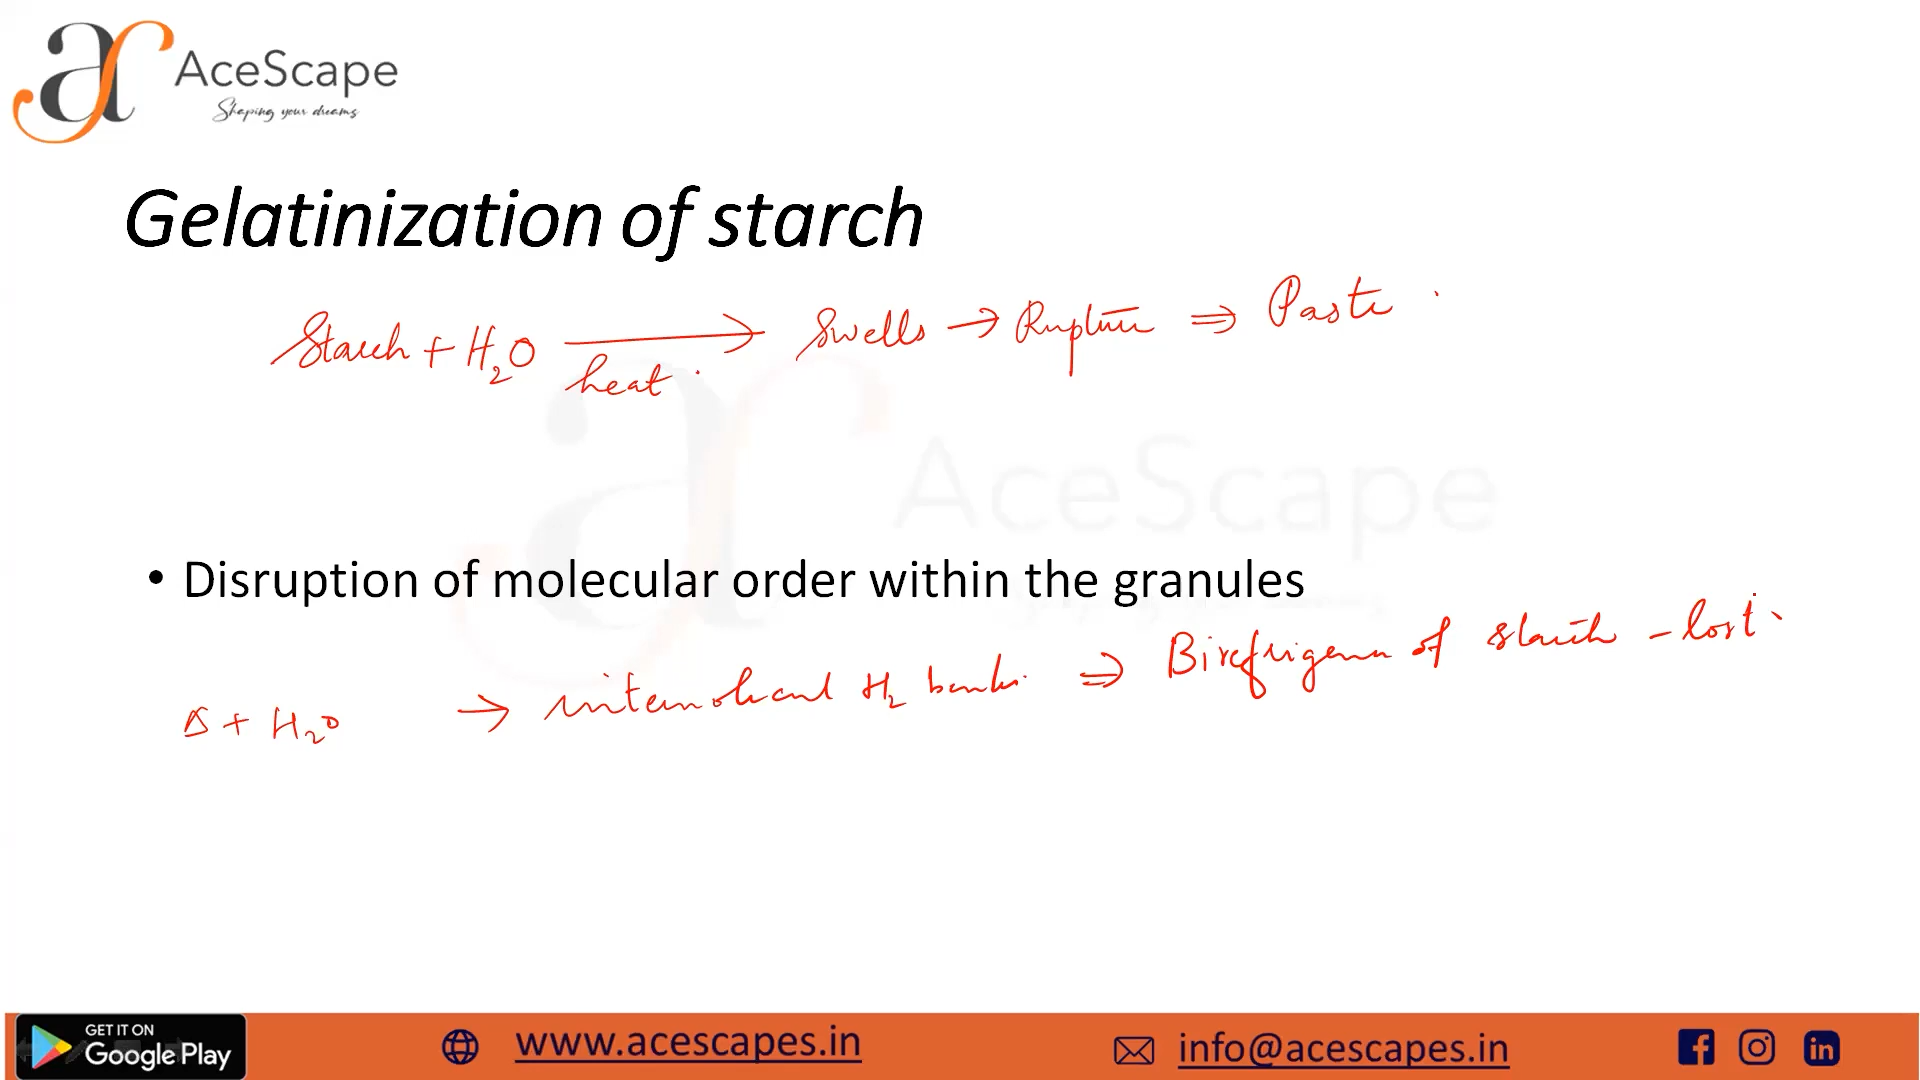 AceScape
Shaping your dreams
Gelatinization of starch
Starch + H2O → heat. Swells → Rupture ⇒ Paste.
AceScape
• Disruption of molecular order within the granules
Δ + H2O → intermolecular H2 bonds. ⇒ Birefrigence of starch - lost.
GET IT ON
Google Play
www.acescapes.in
info@acescapes.in